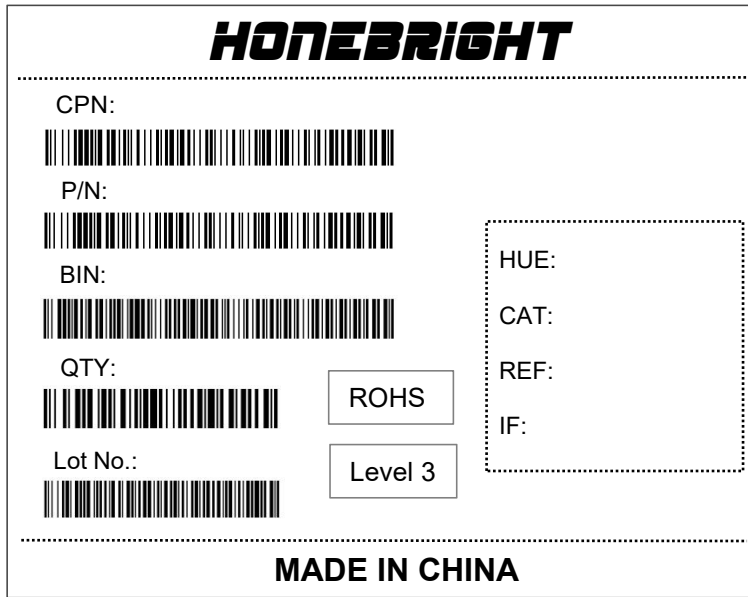 HONEBRIGHT
CPN:
P/N:
BIN:
QTY:
Lot No.:
ROHS
Level 3
HUE:
CAT:
REF:
IF:
MADE IN CHINA